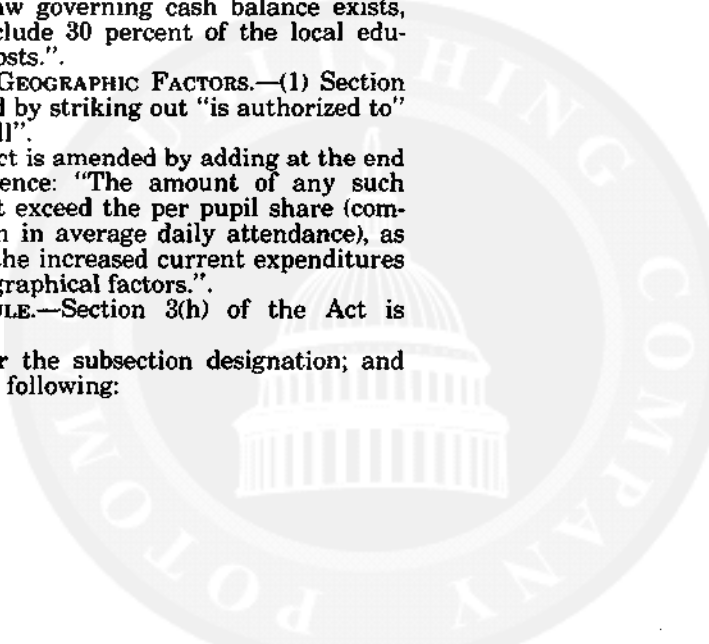 w governing cash balance exists,
clude 30 percent of the local edu-
osts.".
GEOGRAPHIC FACTORS.—(1) Section
d by striking out "is authorized to"
ll".
ct is amended by adding at the end
ence: "The amount of any such
t exceed the per pupil share (com-
n in average daily attendance), as
he increased current expenditures
graphical factors.".
ULE.—Section 3(h) of the Act is
r the subsection designation; and
following:
POTOMAC PUBLISHING COMPANY